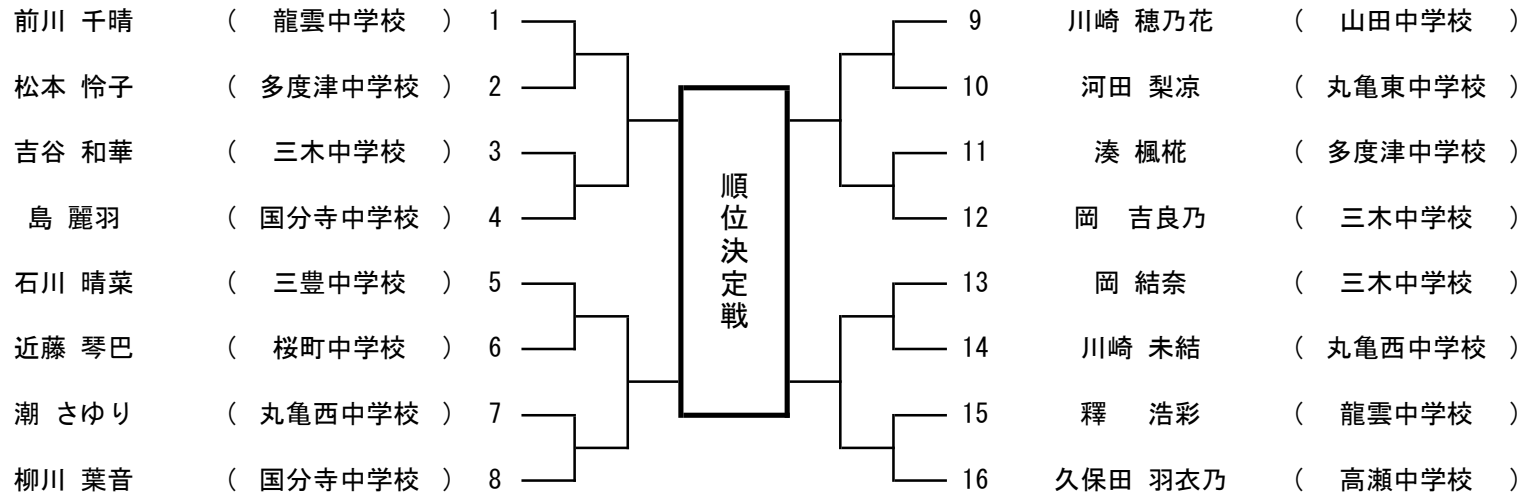 前川 千晴 （ 龍雲中学校 ） 1
松本 怜子 （ 多度津中学校 ） 2
吉谷 和華 （ 三木中学校 ） 3
島 麗羽 （ 国分寺中学校 ） 4
石川 晴菜 （ 三豊中学校 ） 5
近藤 琴巴 （ 桜町中学校 ） 6
潮 さゆり （ 丸亀西中学校 ） 7
柳川 葉音 （ 国分寺中学校 ） 8
順位決定戦
9 川崎 穂乃花 （ 山田中学校 ）
10 河田 梨凉 （ 丸亀東中学校 ）
11 湊 楓椛 （ 多度津中学校 ）
12 岡 吉良乃 （ 三木中学校 ）
13 岡 結奈 （ 三木中学校 ）
14 川崎 未結 （ 丸亀西中学校 ）
15 釋 浩彩 （ 龍雲中学校 ）
16 久保田 羽衣乃 （ 高瀬中学校 ）